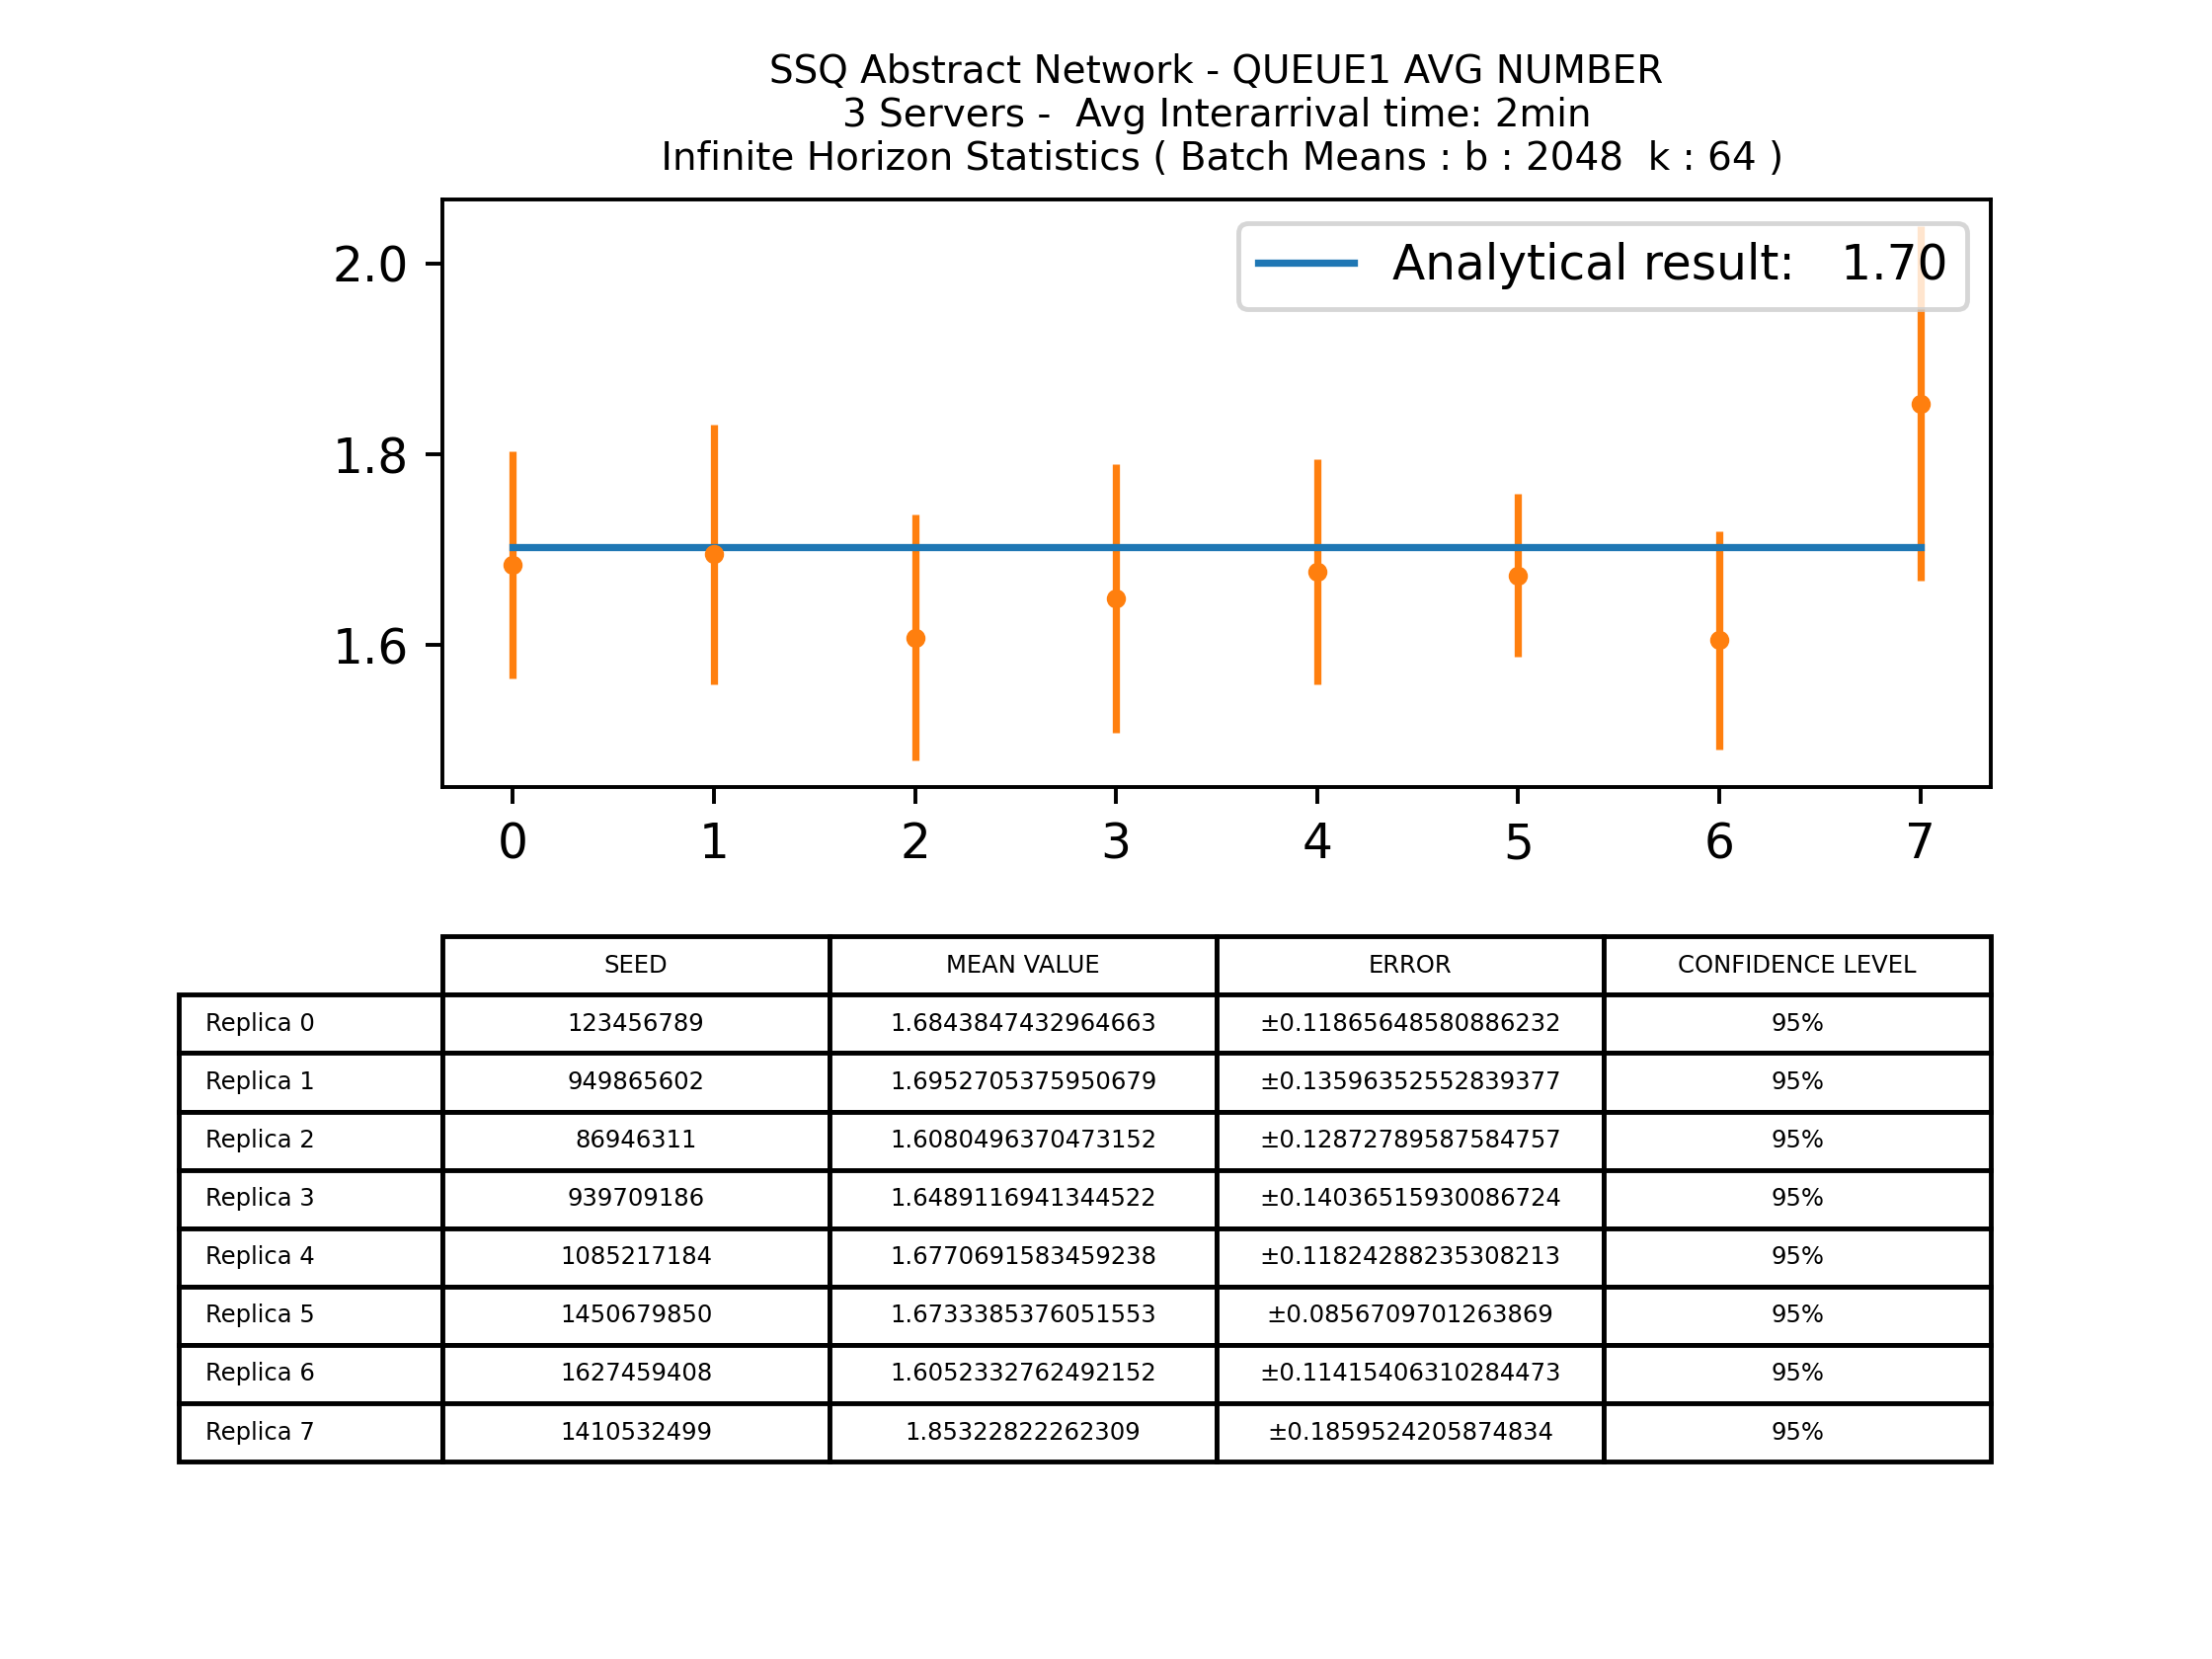 SSQ Abstract Network - QUEUE1 AVG NUMBER
3 Servers -  Avg Interarrival time: 2min
Infinite Horizon Statistics ( Batch Means : b : 2048  k : 64 )
Analytical result:   1.70
2.0
1.8
1.6
0 1 2 3 4 5 6 7
SEED MEAN VALUE ERROR CONFIDENCE LEVEL
Replica 0 123456789 1.6843847432964663 ±0.11865648580886232 95%
Replica 1 949865602 1.6952705375950679 ±0.13596352552839377 95%
Replica 2 86946311 1.6080496370473152 ±0.12872789587584757 95%
Replica 3 939709186 1.6489116941344522 ±0.14036515930086724 95%
Replica 4 1085217184 1.6770691583459238 ±0.11824288235308213 95%
Replica 5 1450679850 1.6733385376051553 ±0.0856709701263869 95%
Replica 6 1627459408 1.6052332762492152 ±0.11415406310284473 95%
Replica 7 1410532499 1.85322822262309 ±0.1859524205874834 95%